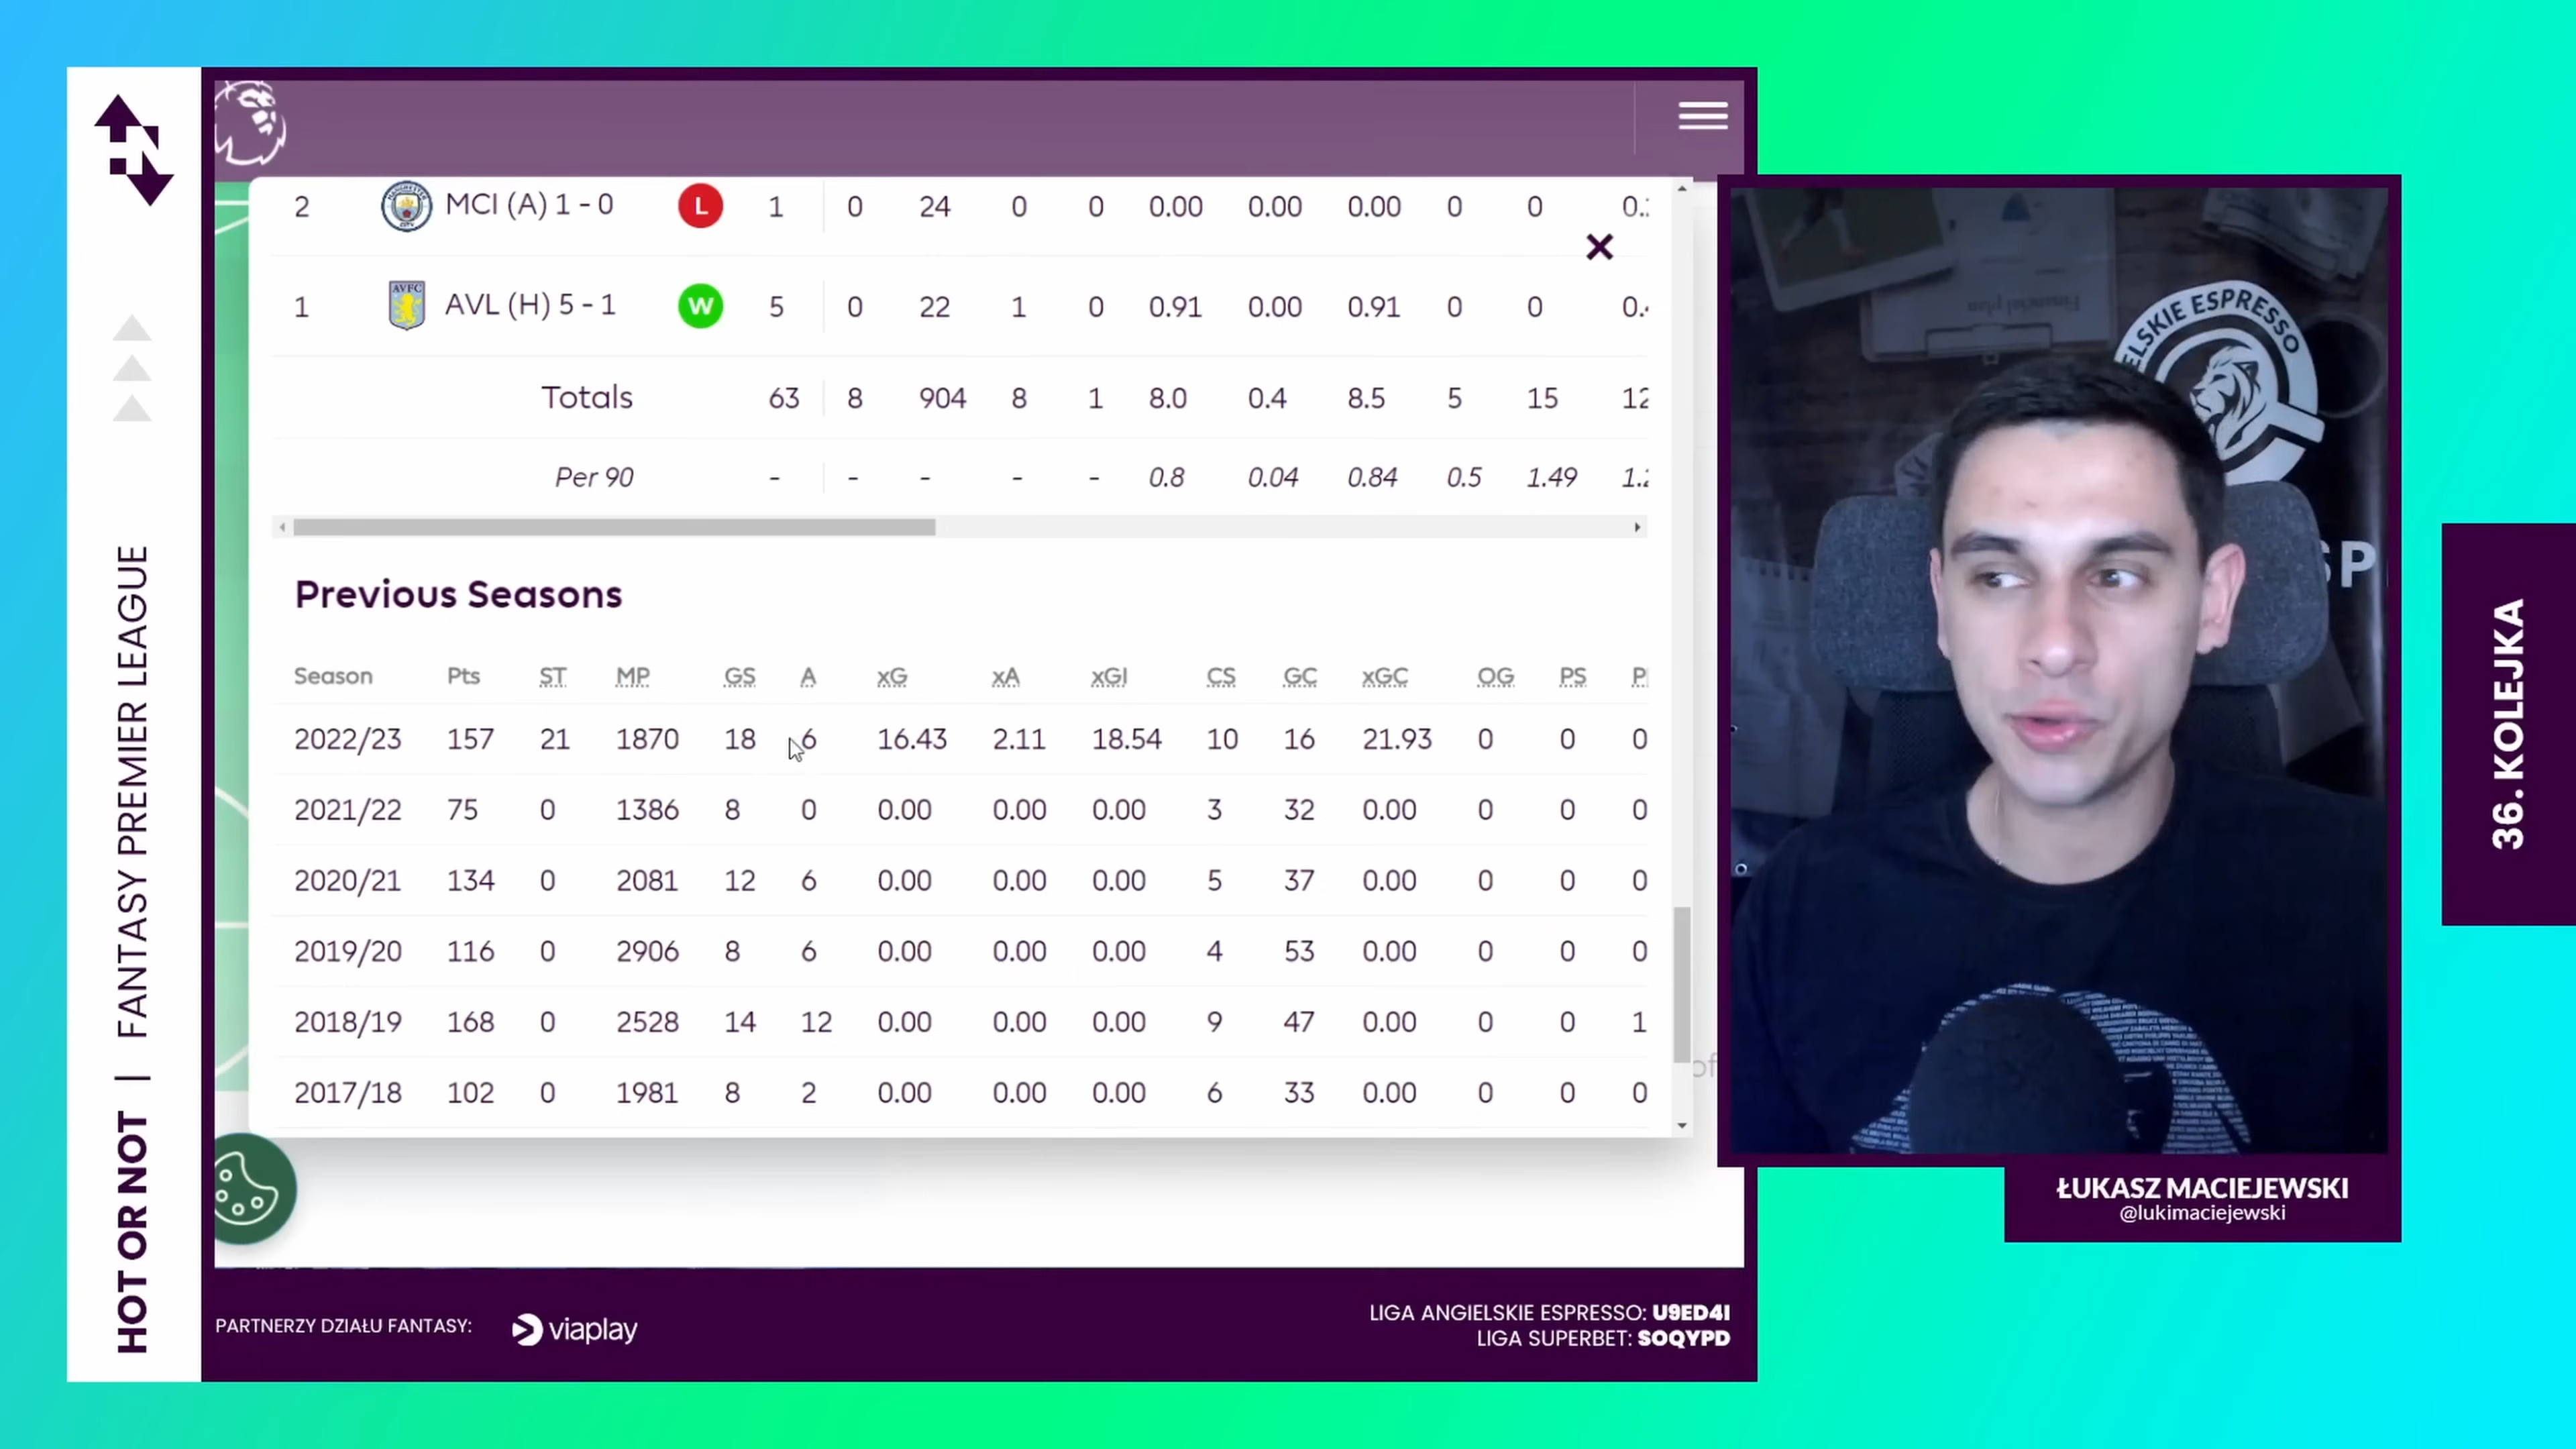 HOT OR NOT | FANTASY PREMIER LEAGUE
2 MCI (A) 1 - 0 L 1 0 24 0 0 0.00 0.00 0.00 0 0
1 AVL (H) 5 - 1 W 5 0 22 1 0 0.91 0.00 0.91 0 0
Totals 63 8 904 8 1 8.0 0.4 8.5 5 15 12
Per 90 - - - - - 0.8 0.04 0.84 0.5 1.49
Previous Seasons
Season Pts ST MP GS A xG xA xGI CS GC xGC OG PS
2022/23 157 21 1870 18 6 16.43 2.11 18.54 10 16 21.93 0 0 0
2021/22 75 0 1386 8 0 0.00 0.00 0.00 3 32 0.00 0 0 0
2020/21 134 0 2081 12 6 0.00 0.00 0.00 5 37 0.00 0 0 0
2019/20 116 0 2906 8 6 0.00 0.00 0.00 4 53 0.00 0 0 0
2018/19 168 0 2528 14 12 0.00 0.00 0.00 9 47 0.00 0 0 1
2017/18 102 0 1981 8 2 0.00 0.00 0.00 6 33 0.00 0 0 0
PARTNERZY DZIAŁU FANTASY: viaplay
LIGA ANGIELSKIE ESPRESSO: U9ED4I
LIGA SUPERBET: SOQYPD
ELSKIE ESPRESSO
SP
Financial plan
ŁUKASZ MACIEJEWSKI
@lukimaciejewski
36. KOLEJKA